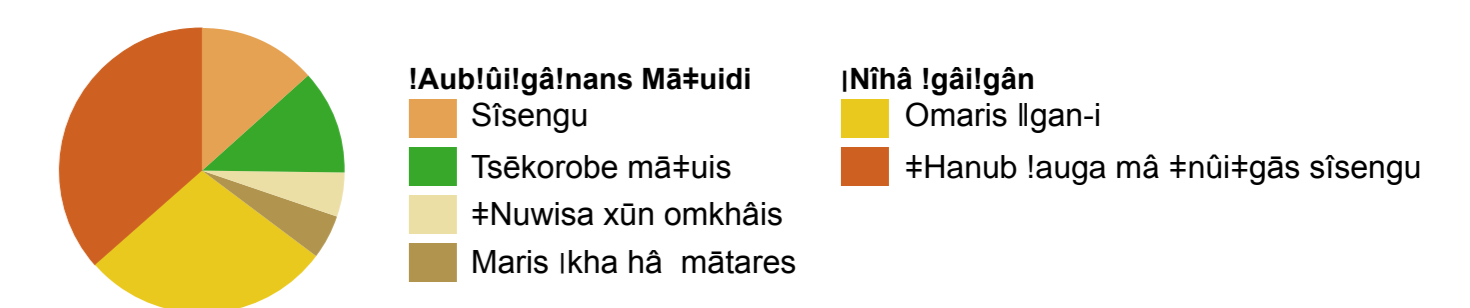 !Aub!ûi!gâ!nans Mā‡uidi
Sîsengu
Tsēkorobe mā‡uis
‡Nuwisa xūn omkhâis
Maris ǀkha hâ  mātares
|Nîhâ !gâi!gân
Omaris ǁgan-i
‡Hanub !auga mâ ‡nûi‡gās sîsengu